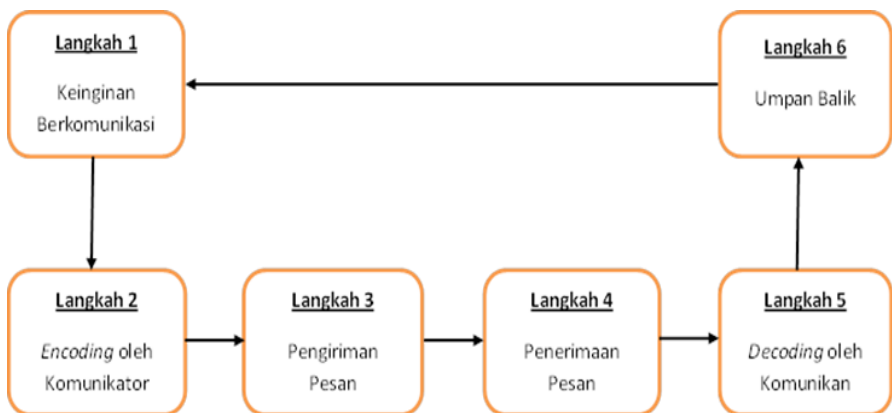 Langkah 1
Keinginan
Berkomunikasi
Langkah 2
Encoding oleh
Komunikator
Langkah 3
Pengiriman
Pesan
Langkah 4
Penerimaan
Pesan
Langkah 5
Decoding oleh
Komunikan
Langkah 6
Umpan Balik